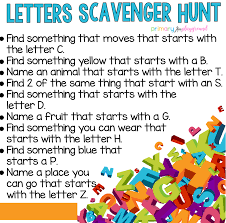 LETTERS SCAVENGER HUNT
primary playground
• Find something that moves that starts with
the letter C.
• Find something yellow that starts with a B.
• Name an animal that starts with the letter T.
• Find 2 of the same thing that start with an S.
• Find something that starts with the
letter D.
• Name a fruit that starts with a G.
• Find something you can wear that
starts with the letter H.
• Find something blue that
starts a P.
• Name a place you
can go that starts
with the letter Z.